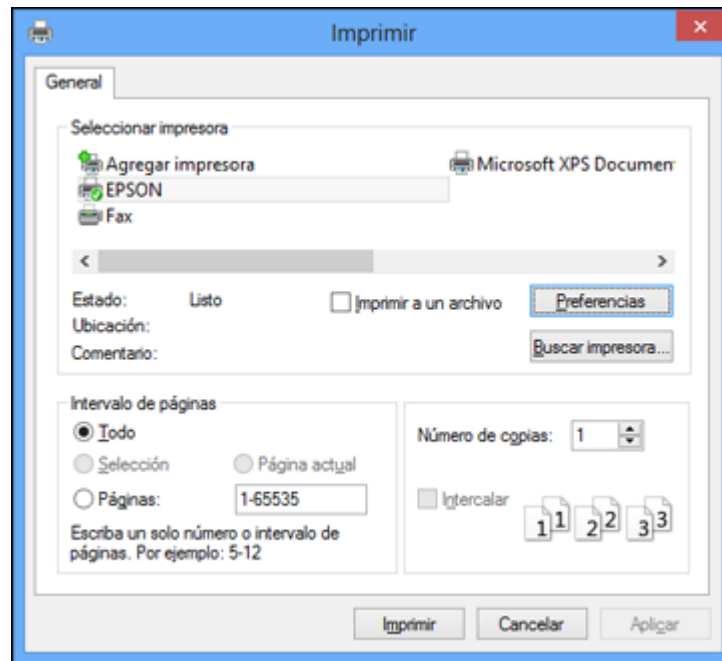 Imprimir
General
Seleccionar impresora
Agregar impresora
Microsoft XPS Documen
EPSON
Fax
Estado: Listo
Imprimir a un archivo
Preferencias
Ubicación:
Comentario:
Buscar impresora...
Intervalo de páginas
Todo
Selección
Página actual
Páginas: 1-65535
Escriba un solo número o intervalo de
páginas. Por ejemplo: 5-12
Número de copias: 1
Intercalar
1 1 2 2 3 3
Imprimir
Cancelar
Aplicar